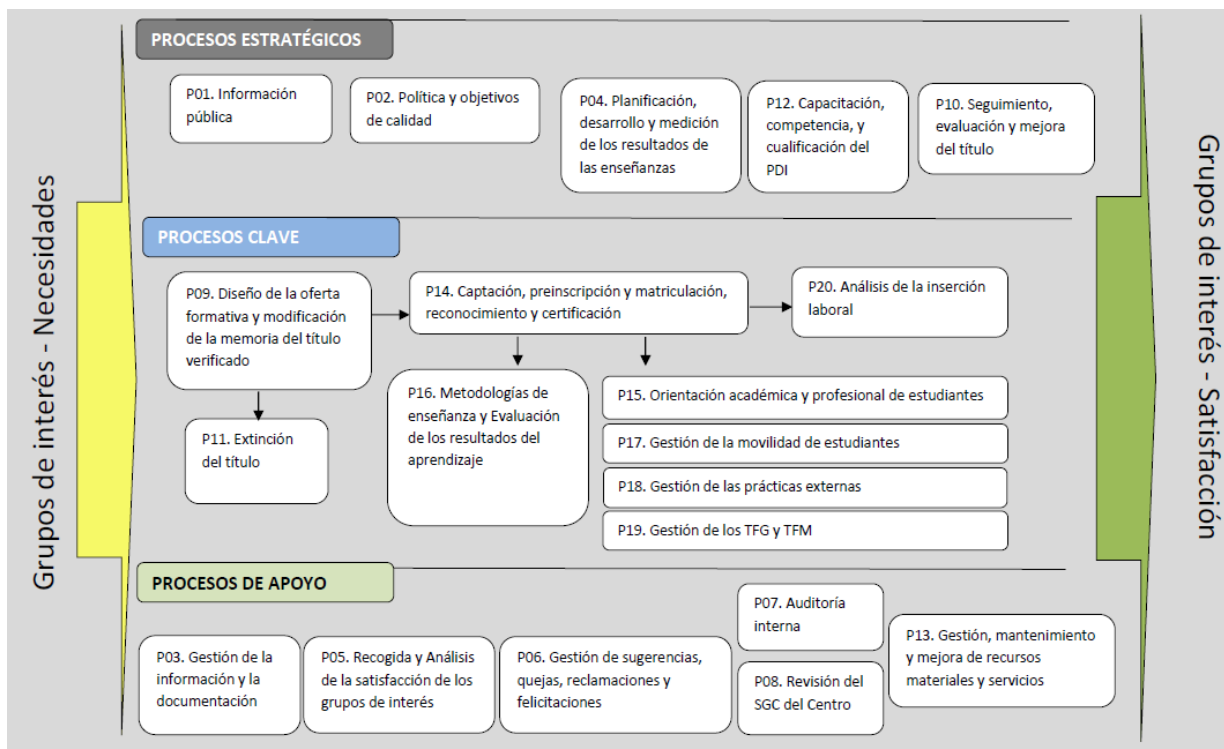 Grupos de interés - Necesidades
PROCESOS ESTRATÉGICOS
P01. Información
pública
P02. Política y objetivos
de calidad
P04. Planificación,
desarrollo y medición
de los resultados de
las enseñanzas
P12. Capacitación,
competencia, y
cualificación del
PDI
P10. Seguimiento,
evaluación y mejora
del título
PROCESOS CLAVE
P09. Diseño de la oferta
formativa y modificación
de la memoria del título
verificado
P14. Captación, preinscripción y matriculación,
reconocimiento y certificación
P20. Análisis de la inserción
laboral
P11. Extinción
del título
P16. Metodologías de
enseñanza y Evaluación
de los resultados del
aprendizaje
P15. Orientación académica y profesional de estudiantes
P17. Gestión de la movilidad de estudiantes
P18. Gestión de las prácticas externas
P19. Gestión de los TFG y TFM
PROCESOS DE APOYO
P03. Gestión de la
información y la
documentación
P05. Recogida y Análisis
de la satisfacción de los
grupos de interés
P06. Gestión de sugerencias,
quejas, reclamaciones y
felicitaciones
P07. Auditoría
interna
P08. Revisión del
SGC del Centro
P13. Gestión, mantenimiento
y mejora de recursos
materiales y servicios
Grupos de interés - Satisfacción